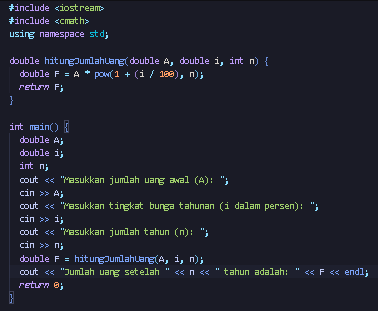 #include <iostream>
#include <cmath>
using namespace std;

double hitungJumlahUang(double A, double i, int n) {
  double F = A * pow(1 + (i / 100), n);
  return F;
}

int main() {
  double A;
  double i;
  int n;
  cout << "Masukkan jumlah uang awal (A): ";
  cin >> A;
  cout << "Masukkan tingkat bunga tahunan (i dalam persen): ";
  cin >> i;
  cout << "Masukkan jumlah tahun (n): ";
  cin >> n;
  double F = hitungJumlahUang(A, i, n);
  cout << "Jumlah uang setelah " << n << " tahun adalah: " << F << endl;
  return 0;
}